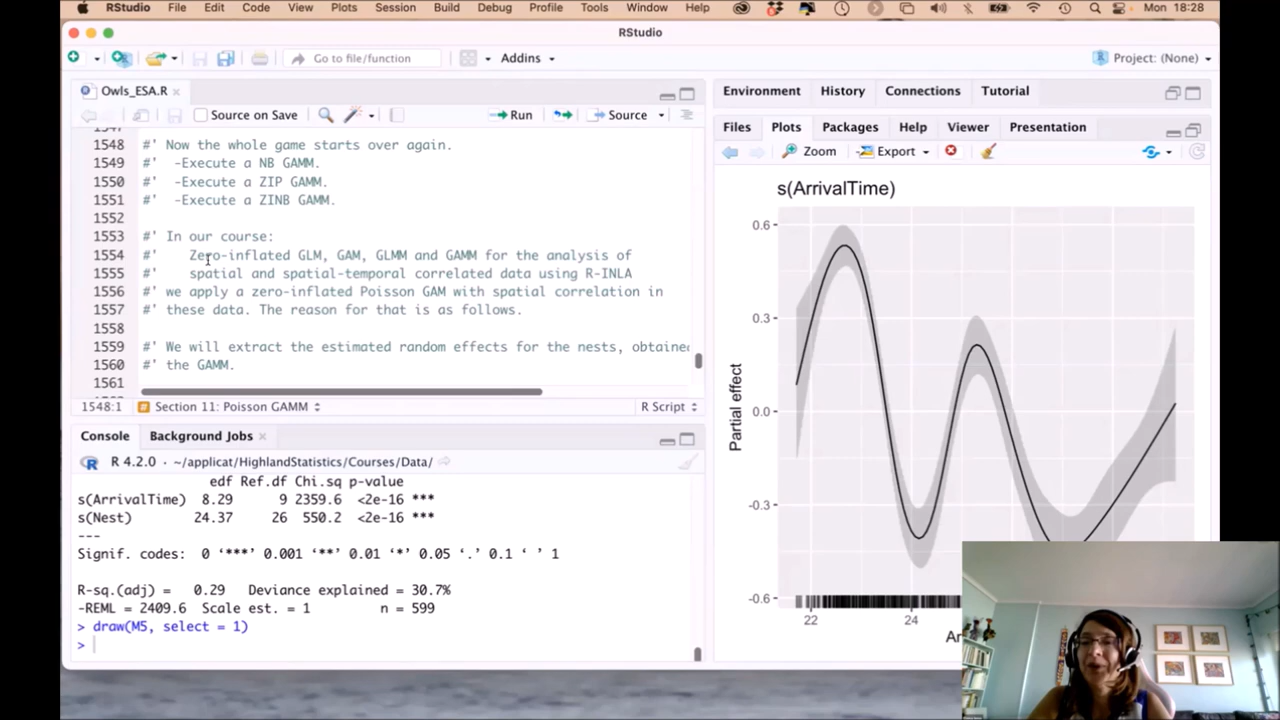 RStudio File Edit Code View Plots Session Build Debug Profile Tools Window Help Mon 18:28
RStudio
Go to file/function Addins Project: (None)
Owls_ESA.R
Source on Save Run Source
1547
1548 #' Now the whole game starts over again.
1549 #'  -Execute a NB GAMM.
1550 #'  -Execute a ZIP GAMM.
1551 #'  -Execute a ZINB GAMM.
1552
1553 #' In our course:
1554 #'    Zero-inflated GLM, GAM, GLMM and GAMM for the analysis of
1555 #'    spatial and spatial-temporal correlated data using R-INLA
1556 #' we apply a zero-inflated Poisson GAM with spatial correlation in
1557 #' these data. The reason for that is as follows.
1558
1559 #' We will extract the estimated random effects for the nests, obtained
1560 #' the GAMM.
1561
1548:1 # Section 11: Poisson GAMM R Script
Console Background Jobs
R 4.2.0 · ~/applicat/HighlandStatistics/Courses/Data/
edf Ref.df Chi.sq p-value
s(ArrivalTime) 8.29 9 2359.6 <2e-16 ***
s(Nest) 24.37 26 550.2 <2e-16 ***
---
Signif. codes: 0 ‘***’ 0.001 ‘**’ 0.01 ‘*’ 0.05 ‘.’ 0.1 ‘ ’ 1
R-sq.(adj) = 0.29 Deviance explained = 30.7%
-REML = 2409.6 Scale est. = 1 n = 599
> draw(M5, select = 1)
>
Environment History Connections Tutorial
Files Plots Packages Help Viewer Presentation
Zoom Export
s(ArrivalTime)
0.6
0.3
0.0
-0.3
-0.6
Partial effect
22 24
Ar